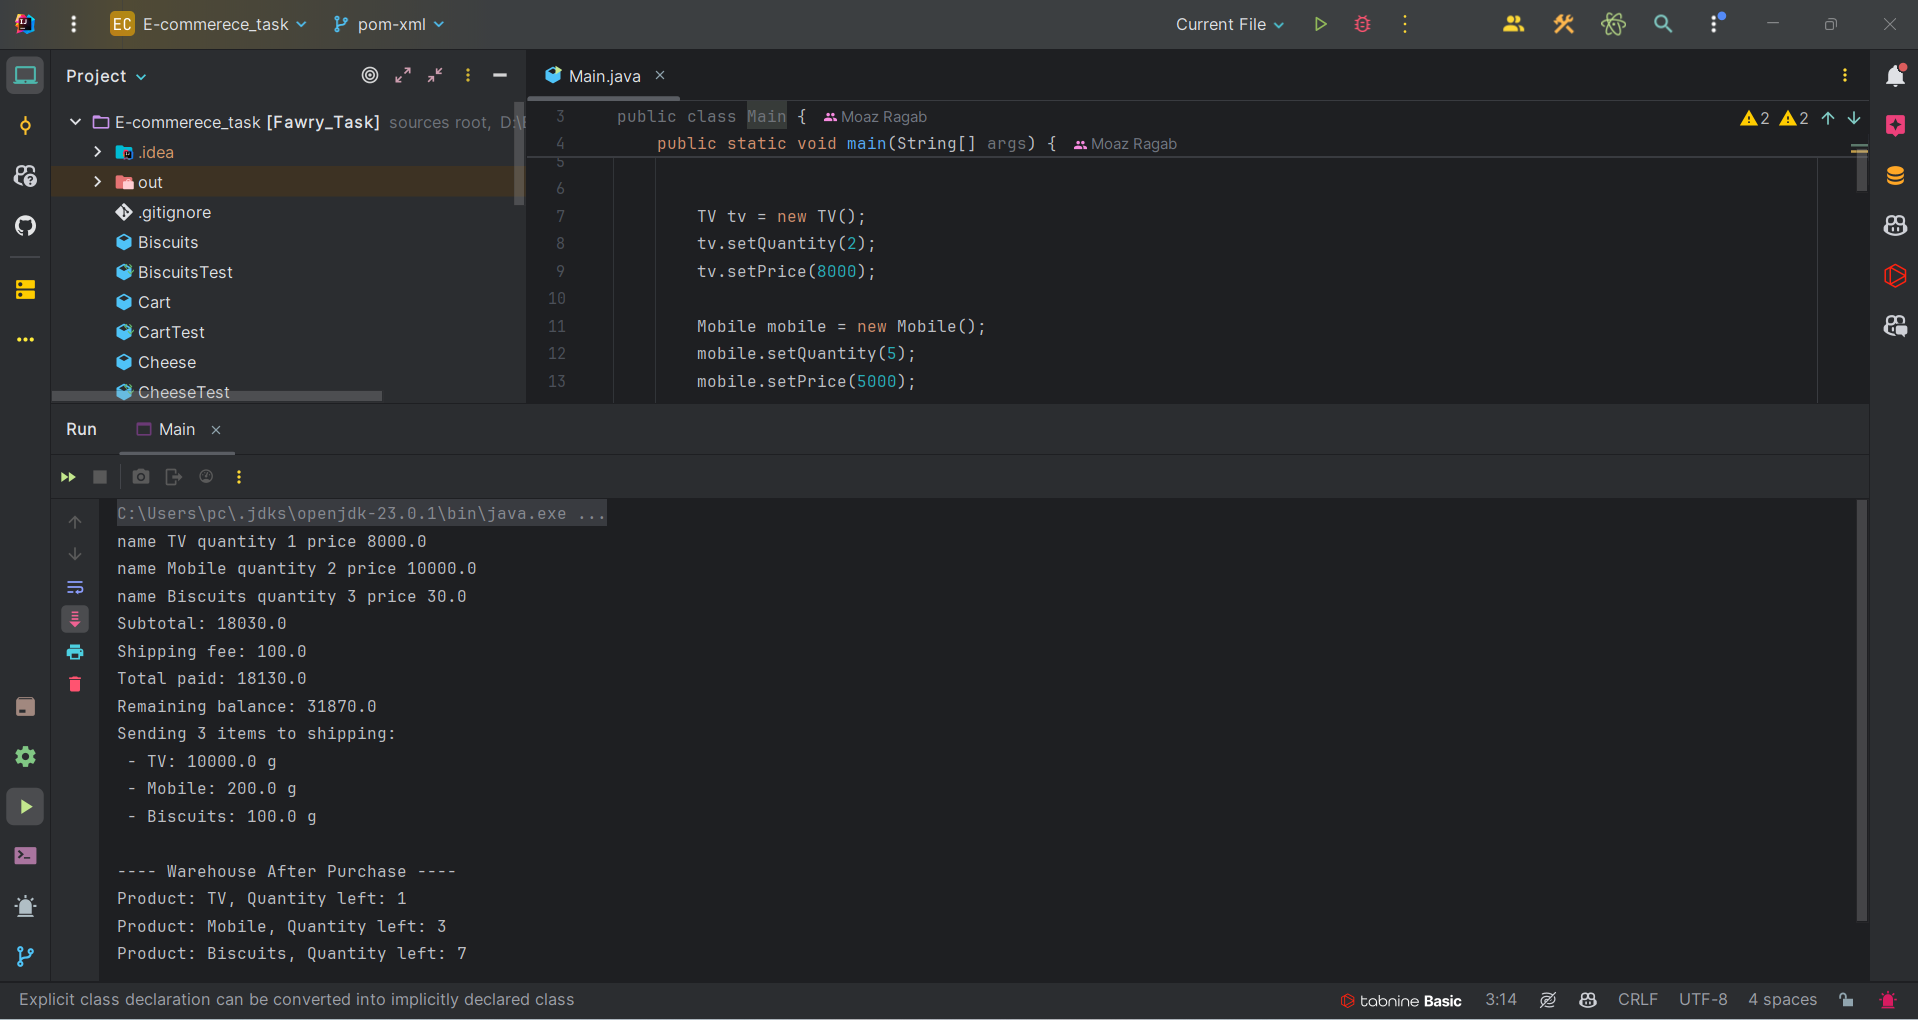 EC E-commerece_task pom-xml Current File
Project
Main.java
E-commerece_task [Fawry_Task] sources root, D:\
.idea
out
.gitignore
Biscuits
BiscuitsTest
Cart
CartTest
Cheese
CheeseTest
3 public class Main { Moaz Ragab
2 2
4 public static void main(String[] args) { Moaz Ragab
5
6
7 TV tv = new TV();
8 tv.setQuantity(2);
9 tv.setPrice(8000);
10
11 Mobile mobile = new Mobile();
12 mobile.setQuantity(5);
13 mobile.setPrice(5000);
Run Main
C:\Users\pc\.jdks\openjdk-23.0.1\bin\java.exe ...
name TV quantity 1 price 8000.0
name Mobile quantity 2 price 10000.0
name Biscuits quantity 3 price 30.0
Subtotal: 18030.0
Shipping fee: 100.0
Total paid: 18130.0
Remaining balance: 31870.0
Sending 3 items to shipping:
- TV: 10000.0 g
- Mobile: 200.0 g
- Biscuits: 100.0 g
---- Warehouse After Purchase ----
Product: TV, Quantity left: 1
Product: Mobile, Quantity left: 3
Product: Biscuits, Quantity left: 7
Explicit class declaration can be converted into implicitly declared class
tabnine Basic 3:14 CRLF UTF-8 4 spaces